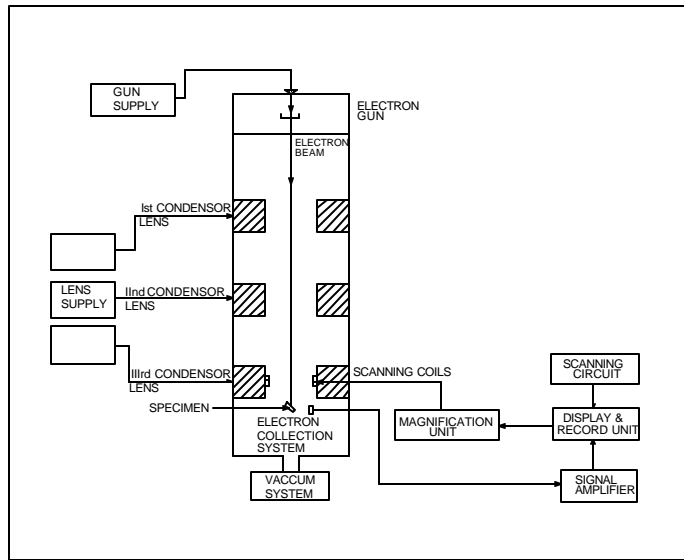 GUN
SUPPLY
ELECTRON
GUN
ELECTRON
BEAM
Ist CONDENSOR
LENS
LENS
SUPPLY
IInd CONDENSOR
LENS
IIIrd CONDENSOR
LENS
SCANNING COILS
SCANNING
CIRCUIT
SPECIMEN
ELECTRON
COLLECTION
SYSTEM
MAGNIFICATION
UNIT
DISPLAY &
RECORD UNIT
VACCUM
SYSTEM
SIGNAL
AMPLIFIER